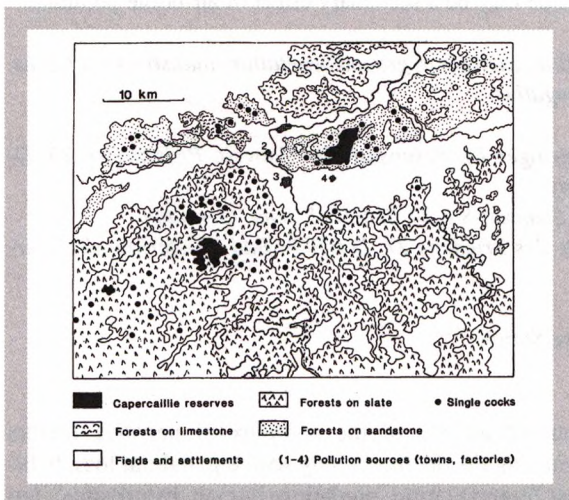 10 km
1
2
3
4
Capercaillie reserves
Forests on slate
Single cocks
Forests on limestone
Forests on sandstone
Fields and settlements
(1-4) Pollution sources (towns, factories)